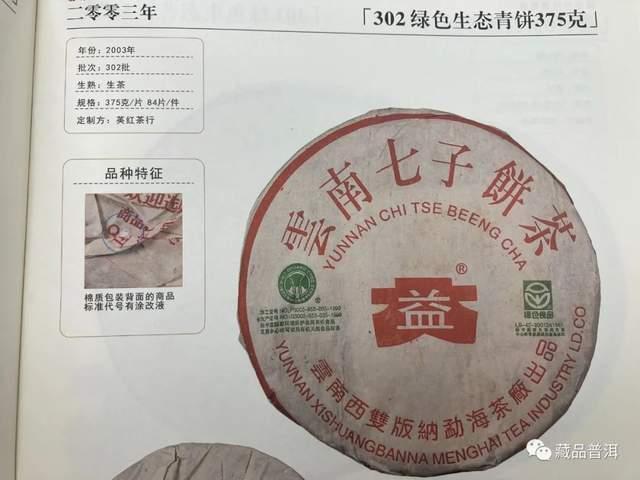 二零零三年
「302 绿色生态青饼375克」
年份：2003年
批次：302批
生熟：生茶
规格：375克/片 84片/件
定制方：英红茶行
品种特征
棉质包装背面的商品
标准代号有涂改液
雲南七子餅茶
YUNNAN CHI TSE BEENG CHA
益
®
绿色食品
雲南西雙版納勐海茶廠出品
YUNNAN XISHUANGBANNA MENGHAI TEA INDUSTRY LD.CO
藏品普洱